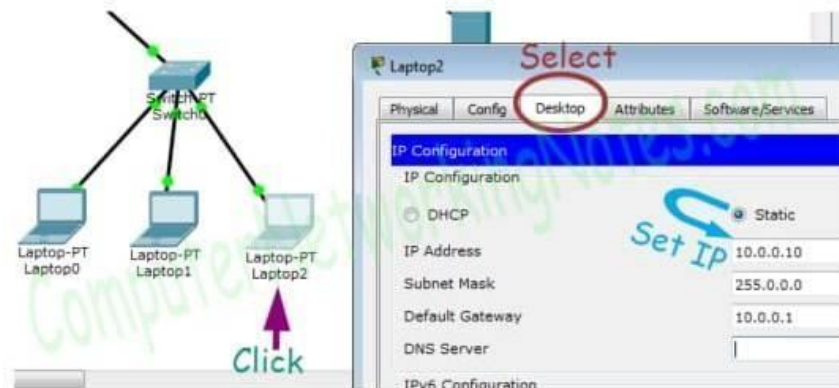 Switch-PT
Switch0
Laptop-PT
Laptop0
Laptop-PT
Laptop1
Laptop-PT
Laptop2
Click
Select
Laptop2
Physical Config Desktop Attributes Software/Services
IP Configuration
IP Configuration
DHCP Static
Set IP
IP Address 10.0.0.10
Subnet Mask 255.0.0.0
Default Gateway 10.0.0.1
DNS Server
IPv6 Configuration
ComputerNetworkingNotes.com